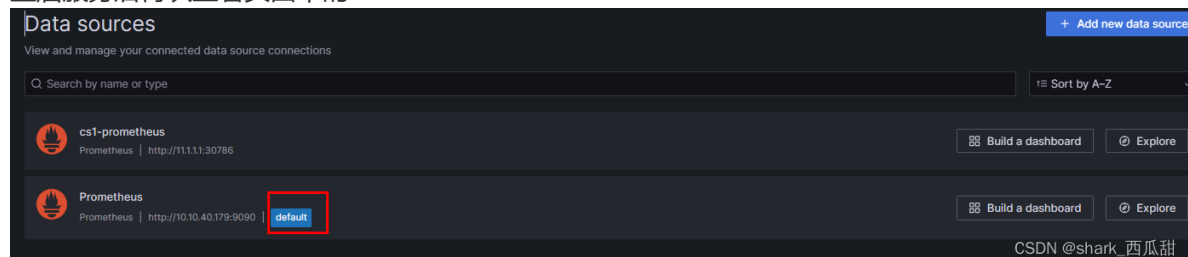 Data sources
+ Add new data source
View and manage your connected data source connections
Search by name or type
Sort by A–Z
cs1-prometheus
Prometheus | http://11.1.1.1:30786
Build a dashboard
Explore
Prometheus
Prometheus | http://10.10.40.179:9090 | default
Build a dashboard
Explore
CSDN @shark_西瓜甜